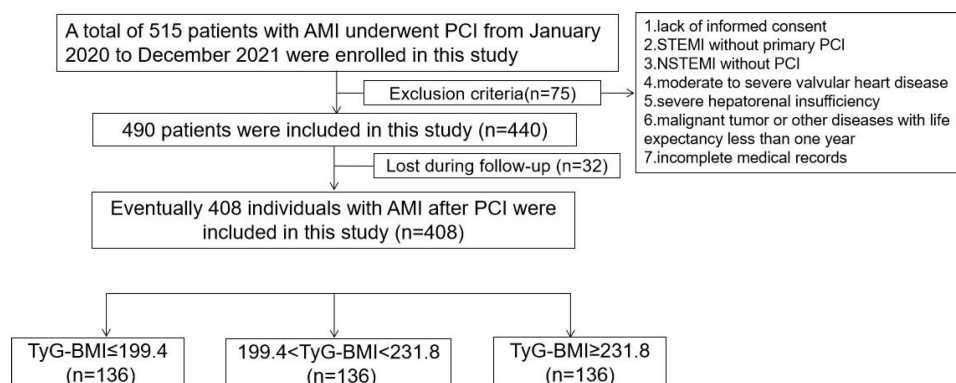 A total of 515 patients with AMI underwent PCI from January
2020 to December 2021 were enrolled in this study
Exclusion criteria(n=75)
1.lack of informed consent
2.STEMI without primary PCI
3.NSTEMI without PCI
4.moderate to severe valvular heart disease
5.severe hepatorenal insufficiency
6.malignant tumor or other diseases with life
expectancy less than one year
7.incomplete medical records
490 patients were included in this study (n=440)
Lost during follow-up (n=32)
Eventually 408 individuals with AMI after PCI were
included in this study (n=408)
TyG-BMI≤199.4
(n=136)
199.4<TyG-BMI<231.8
(n=136)
TyG-BMI≥231.8
(n=136)